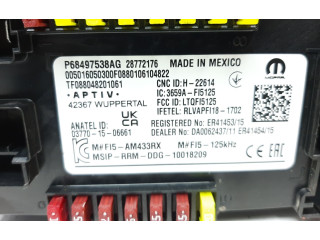 P68497538AG 28772176 MADE IN MEXICO
005016050300F0880106104822
TF088048201061 CNC ID:H-22614
• APTIV • IC: 3659A-FI5125
42367 WUPPERTAL FCC ID: LTQFI5125
IFETEL: RLVAPFI18-1702
ANATEL ID: REGISTERED No: ER41453/15
03770-15-06661 DEALER No: DA0062437/11 ER41454/15
UK CA
MOPAR
M#FI5-AM433RX M#FI5-125kHz
MSIP-RRM-DDG-10018209